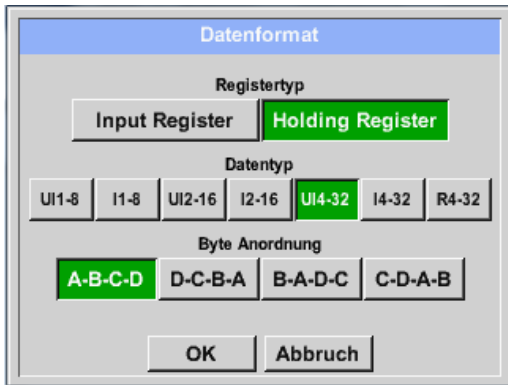 Datenformat
Registertyp
Input Register Holding Register
Datentyp
UI1-8 I1-8 UI2-16 I2-16 UI4-32 I4-32 R4-32
Byte Anordnung
A-B-C-D D-C-B-A B-A-D-C C-D-A-B
OK Abbruch